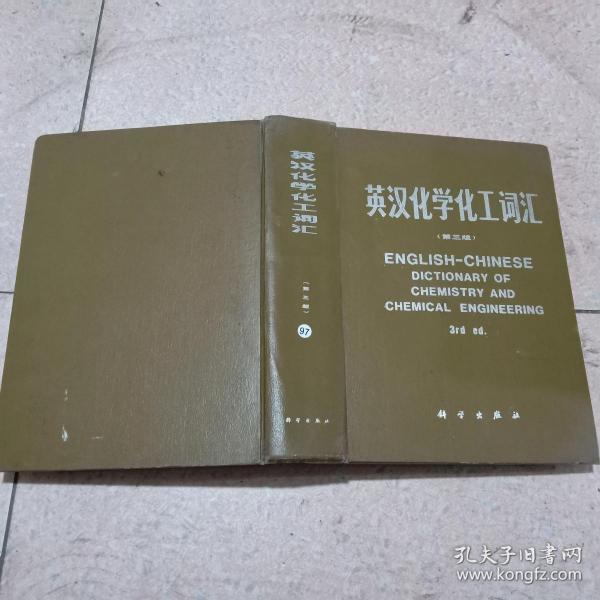 英汉化学化工词汇
(第三版)
97
科学出版社
英汉化学化工词汇
(第三版)
ENGLISH-CHINESE
DICTIONARY OF
CHEMISTRY AND
CHEMICAL ENGINEERING
3rd ed.
科学出版社
孔夫子旧书网
www.kongfz.com